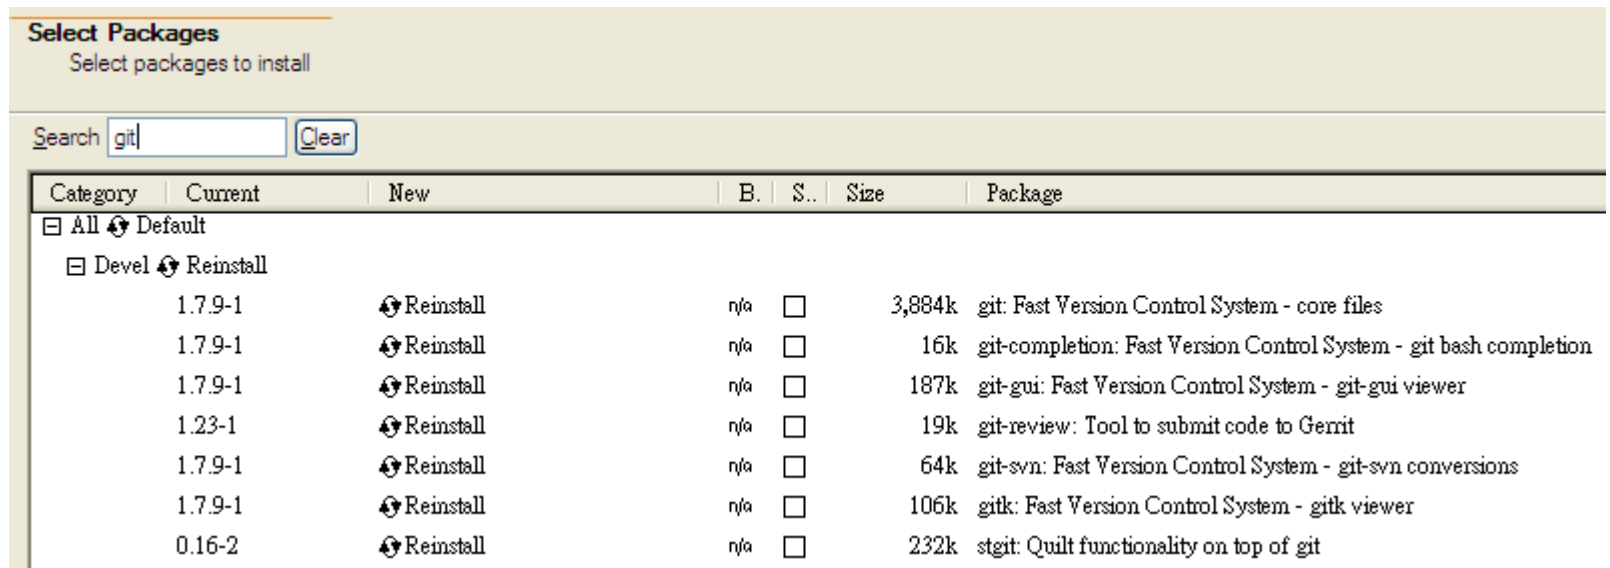 Select Packages
Select packages to install
Search git Clear
Category Current New B. S.. Size Package
All Default
Devel Reinstall
1.7.9-1 Reinstall n/a 3,884k git: Fast Version Control System - core files
1.7.9-1 Reinstall n/a 16k git-completion: Fast Version Control System - git bash completion
1.7.9-1 Reinstall n/a 187k git-gui: Fast Version Control System - git-gui viewer
1.23-1 Reinstall n/a 19k git-review: Tool to submit code to Gerrit
1.7.9-1 Reinstall n/a 64k git-svn: Fast Version Control System - git-svn conversions
1.7.9-1 Reinstall n/a 106k gitk: Fast Version Control System - gitk viewer
0.16-2 Reinstall n/a 232k stgit: Quilt functionality on top of git